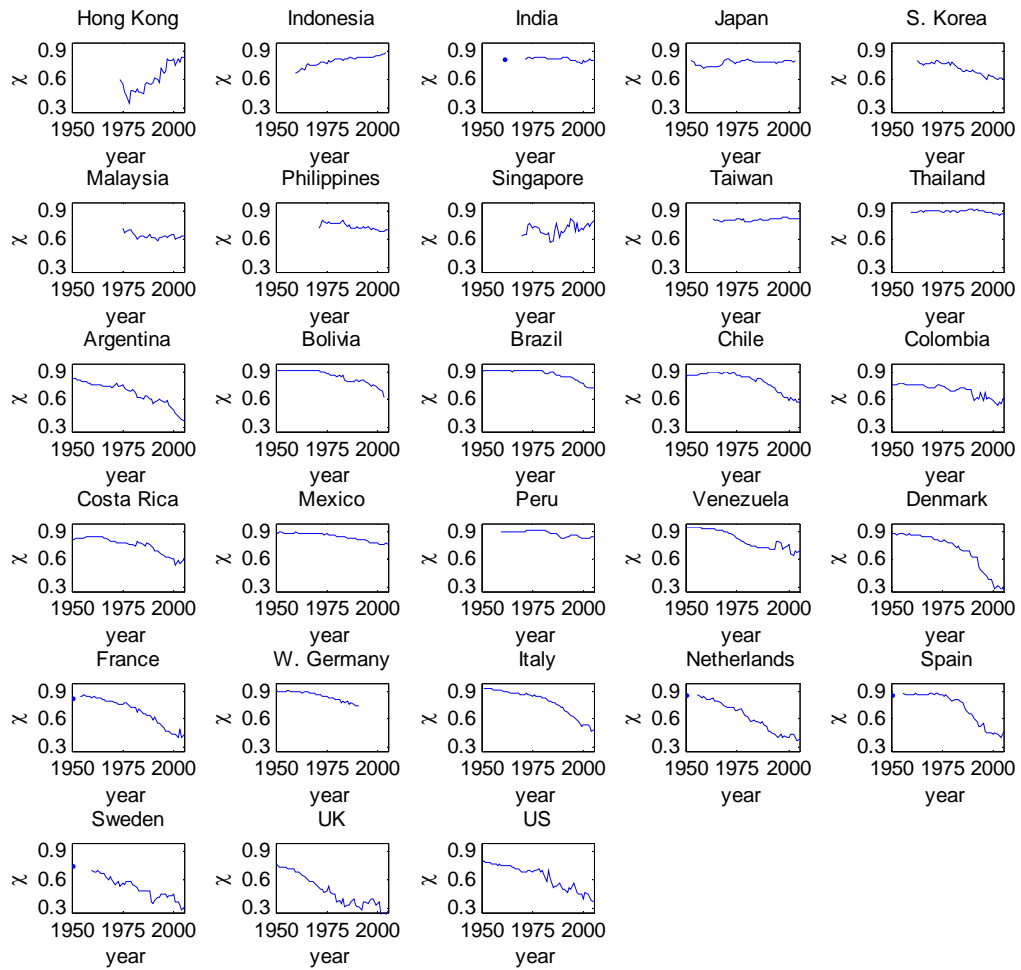 Hong Kong Indonesia India Japan S. Korea
χ 0.9 0.6 0.3 χ 0.9 0.6 0.3 χ 0.9 0.6 0.3 χ 0.9 0.6 0.3 χ 0.9 0.6 0.3
1950 1975 2000 1950 1975 2000 1950 1975 2000 1950 1975 2000 1950 1975 2000
year year year year year
Malaysia Philippines Singapore Taiwan Thailand
χ 0.9 0.6 0.3 χ 0.9 0.6 0.3 χ 0.9 0.6 0.3 χ 0.9 0.6 0.3 χ 0.9 0.6 0.3
1950 1975 2000 1950 1975 2000 1950 1975 2000 1950 1975 2000 1950 1975 2000
year year year year year
Argentina Bolivia Brazil Chile Colombia
χ 0.9 0.6 0.3 χ 0.9 0.6 0.3 χ 0.9 0.6 0.3 χ 0.9 0.6 0.3 χ 0.9 0.6 0.3
1950 1975 2000 1950 1975 2000 1950 1975 2000 1950 1975 2000 1950 1975 2000
year year year year year
Costa Rica Mexico Peru Venezuela Denmark
χ 0.9 0.6 0.3 χ 0.9 0.6 0.3 χ 0.9 0.6 0.3 χ 0.9 0.6 0.3 χ 0.9 0.6 0.3
1950 1975 2000 1950 1975 2000 1950 1975 2000 1950 1975 2000 1950 1975 2000
year year year year year
France W. Germany Italy Netherlands Spain
χ 0.9 0.6 0.3 χ 0.9 0.6 0.3 χ 0.9 0.6 0.3 χ 0.9 0.6 0.3 χ 0.9 0.6 0.3
1950 1975 2000 1950 1975 2000 1950 1975 2000 1950 1975 2000 1950 1975 2000
year year year year year
Sweden UK US
χ 0.9 0.6 0.3 χ 0.9 0.6 0.3 χ 0.9 0.6 0.3
1950 1975 2000 1950 1975 2000 1950 1975 2000
year year year